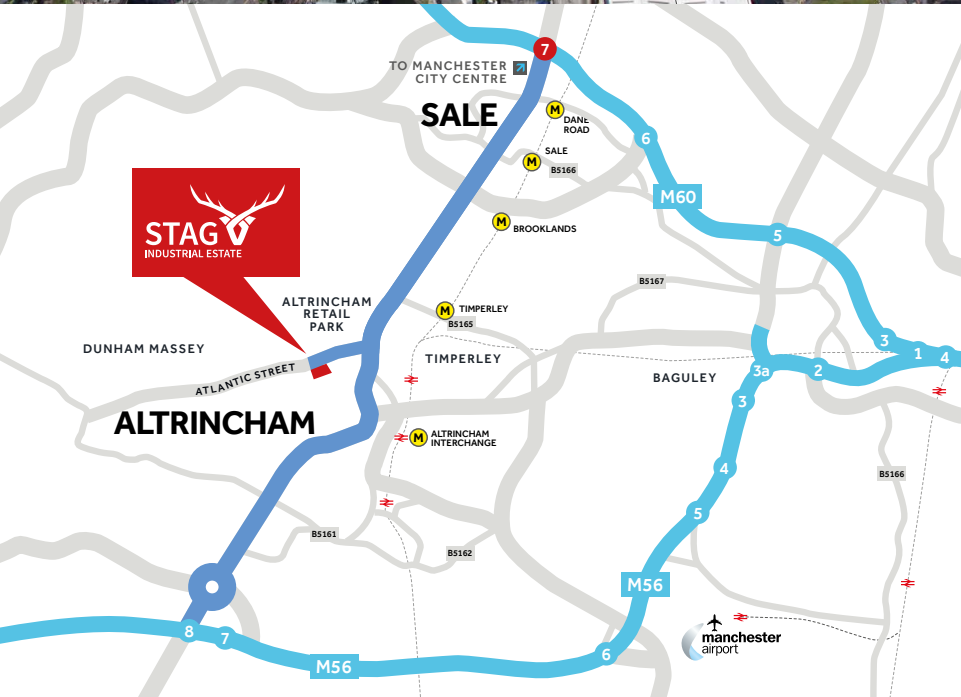 7
TO MANCHESTER
CITY CENTRE
SALE
M
DANE
ROAD
6
M
SALE
B5166
M60
STAG
INDUSTRIAL ESTATE
M
BROOKLANDS
5
B5167
ALTRINCHAM
RETAIL
PARK
M
TIMPERLEY
B5165
DUNHAM MASSEY
TIMPERLEY
3
1
4
ATLANTIC STREET
BAGULEY
3a
2
3
ALTRINCHAM
M
ALTRINCHAM
INTERCHANGE
4
B5166
5
B5161
B5162
M56
8
7
manchester
airport
6
M56